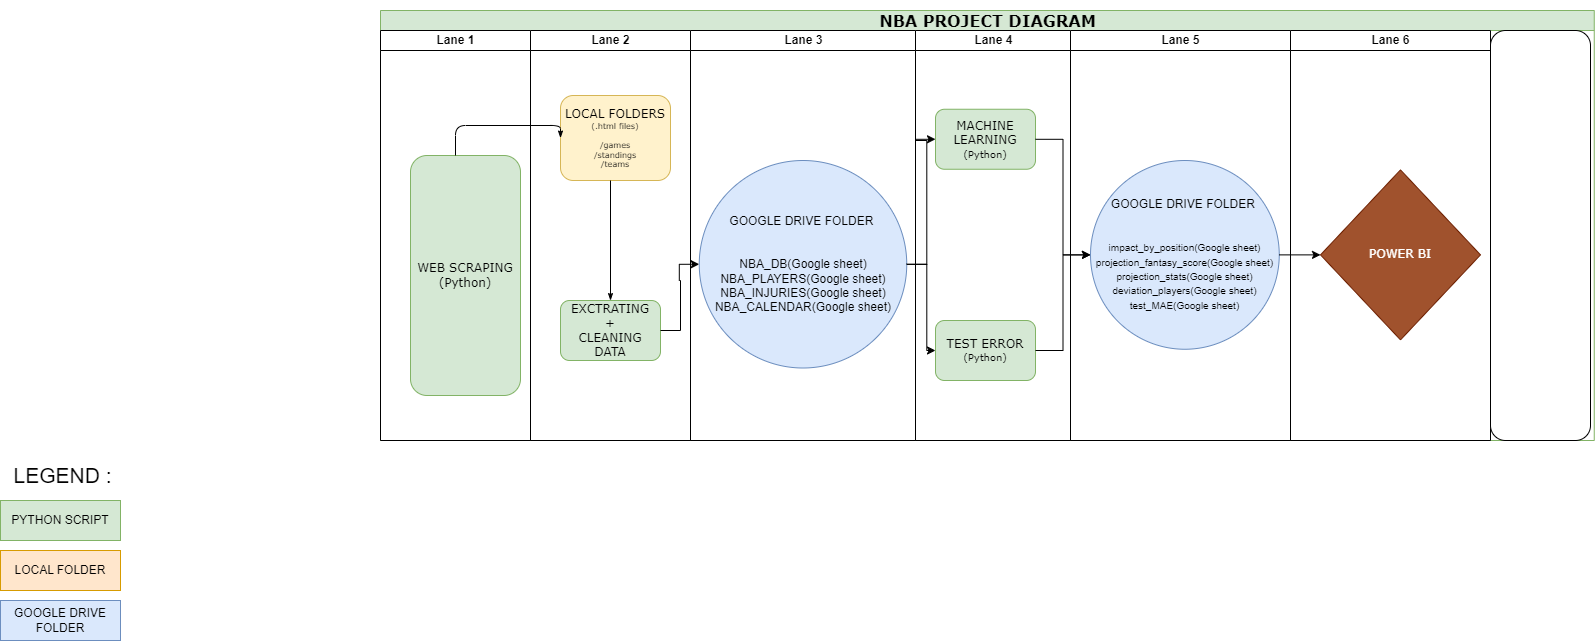 NBA PROJECT DIAGRAM
Lane 1
Lane 2
Lane 3
Lane 4
Lane 5
Lane 6
WEB SCRAPING
(Python)
LOCAL FOLDERS
(.html files)
/games
/standings
/teams
EXCTRATING
+
CLEANING
DATA
GOOGLE DRIVE FOLDER
NBA_DB(Google sheet)
NBA_PLAYERS(Google sheet)
NBA_INJURIES(Google sheet)
NBA_CALENDAR(Google sheet)
MACHINE
LEARNING
(Python)
TEST ERROR
(Python)
GOOGLE DRIVE FOLDER
impact_by_position(Google sheet)
projection_fantasy_score(Google sheet)
projection_stats(Google sheet)
deviation_players(Google sheet)
test_MAE(Google sheet)
POWER BI
LEGEND :
PYTHON SCRIPT
LOCAL FOLDER
GOOGLE DRIVE
FOLDER